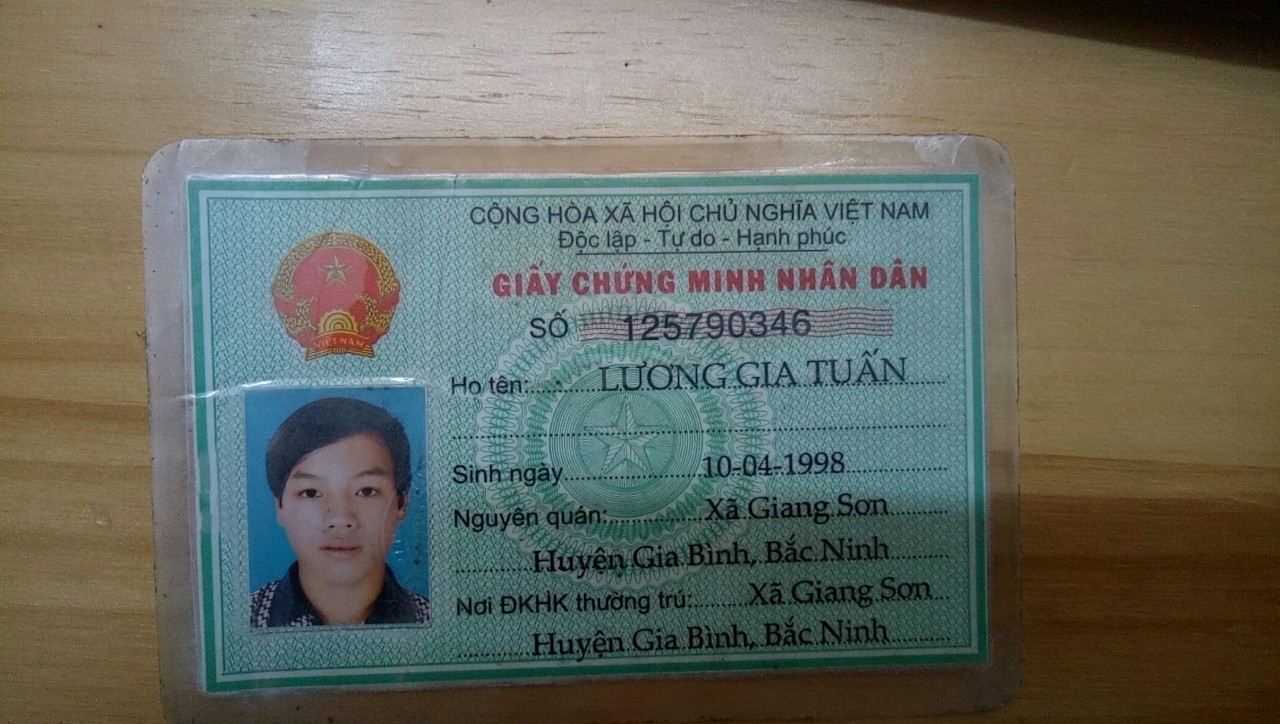 CỘNG HÒA XÃ HỘI CHỦ NGHĨA VIỆT NAM
Độc lập - Tự do - Hạnh phúc
GIẤY CHỨNG MINH NHÂN DÂN
SỐ 125790346
VIỆT NAM
Họ tên: LƯƠNG GIA TUẤN
Sinh ngày 10-04-1998
Nguyên quán: Xã Giang Sơn
Huyện Gia Bình, Bắc Ninh
Nơi ĐKHK thường trú: Xã Giang Sơn
Huyện Gia Bình, Bắc Ninh